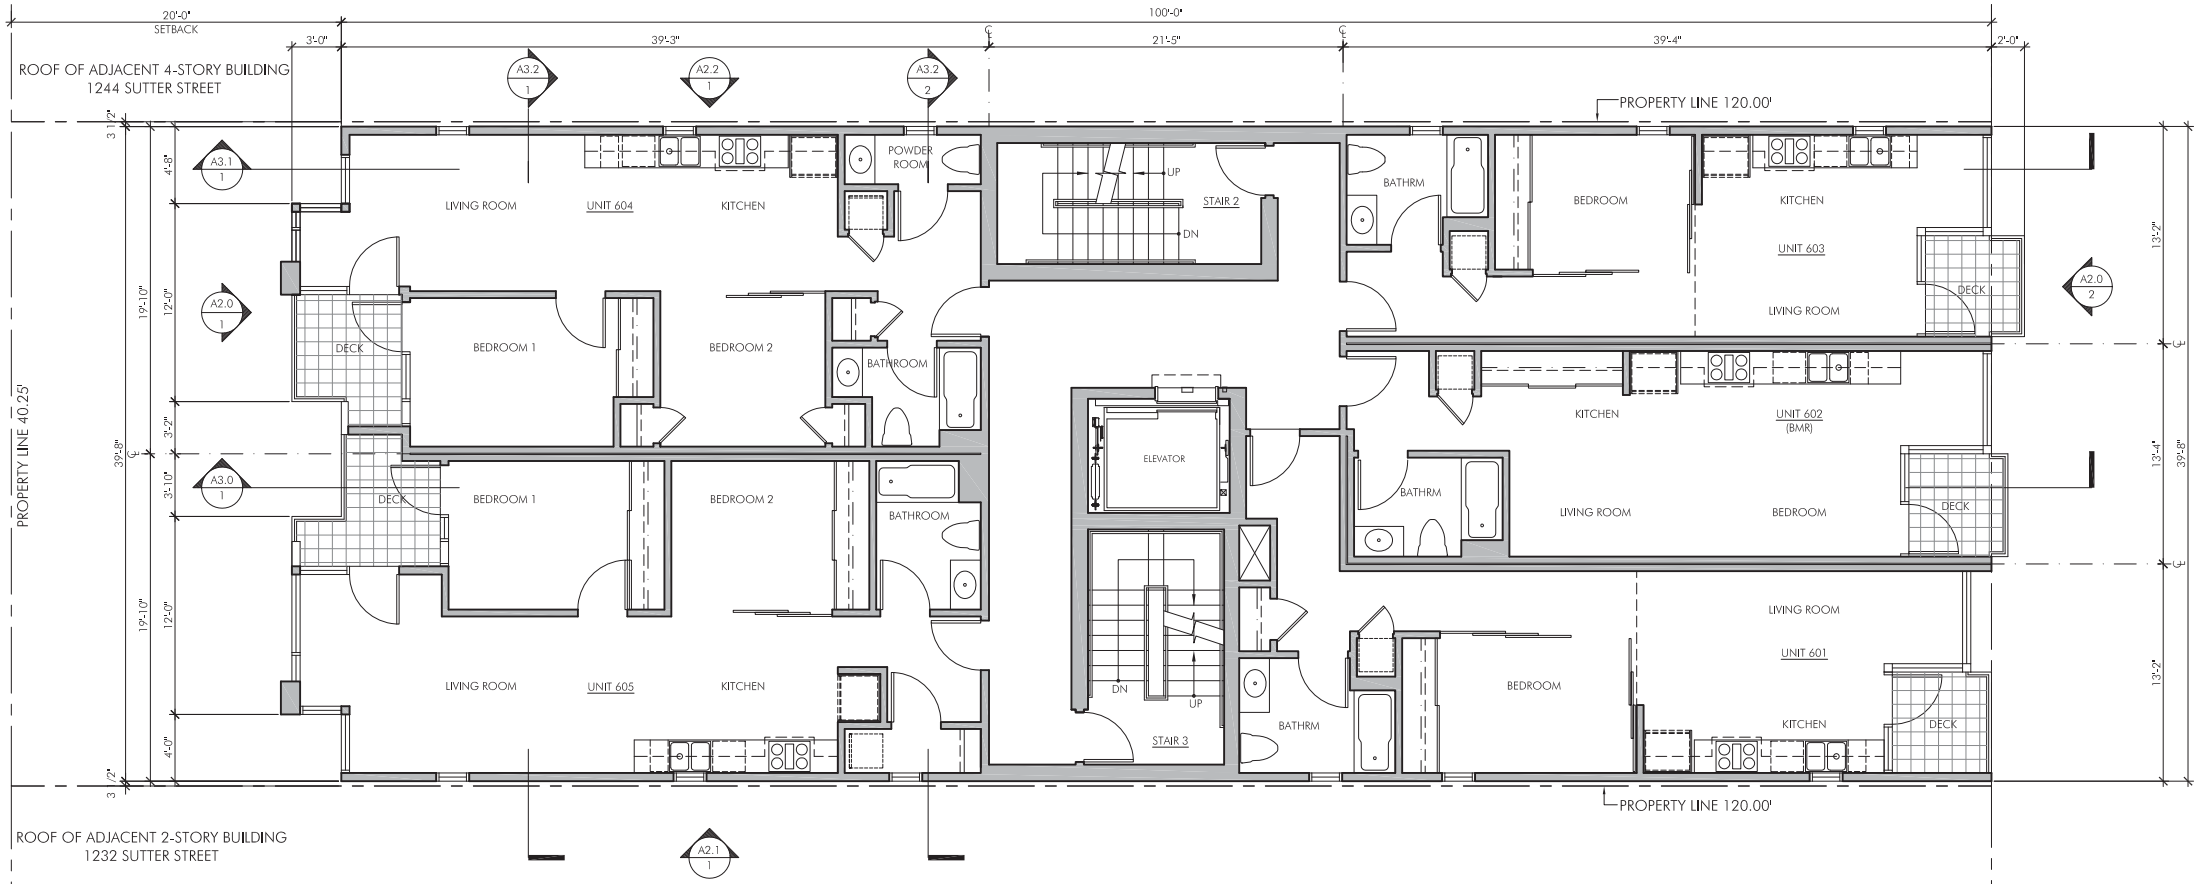 20'-0"
SETBACK
100'-0"
3'-0"
39'-3"
℄
21'-5"
℄
39'-4"
2'-0"
ROOF OF ADJACENT 4-STORY BUILDING
1244 SUTTER STREET
A3.2
1
A2.2
1
A3.2
2
PROPERTY LINE 120.00'
3 1/2"
4'-8"
A3.1
1
POWDER
ROOM
UP
STAIR 2
DN
BATHRM
BEDROOM
KITCHEN
UNIT 603
LIVING ROOM
DECK
LIVING ROOM
UNIT 604
KITCHEN
13'-2"
A2.0
1
A2.0
2
19'-10"
12'-0"
DECK
BEDROOM 1
BEDROOM 2
BATHROOM
℄
PROPERTY LINE 40.25'
39'-8"
℄
3'-2"
KITCHEN
UNIT 602
(BMR)
ELEVATOR
13'-4"
39'-8"
A3.0
1
3'-10"
DECK
BEDROOM 1
BEDROOM 2
BATHROOM
BATHRM
LIVING ROOM
BEDROOM
DECK
℄
19'-10"
12'-0"
LIVING ROOM
UNIT 601
LIVING ROOM
UNIT 605
KITCHEN
DN
UP
BEDROOM
13'-2"
4'-0"
STAIR 3
BATHRM
KITCHEN
DECK
3 1/2"
PROPERTY LINE 120.00'
ROOF OF ADJACENT 2-STORY BUILDING
1232 SUTTER STREET
A2.1
1